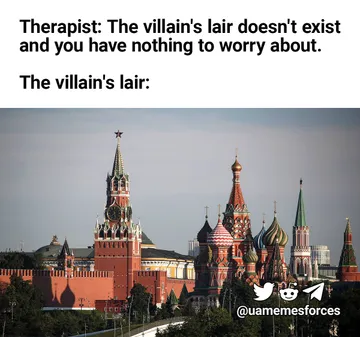 Therapist: The villain's lair doesn't exist
and you have nothing to worry about.
The villain's lair:
@uamemesforces